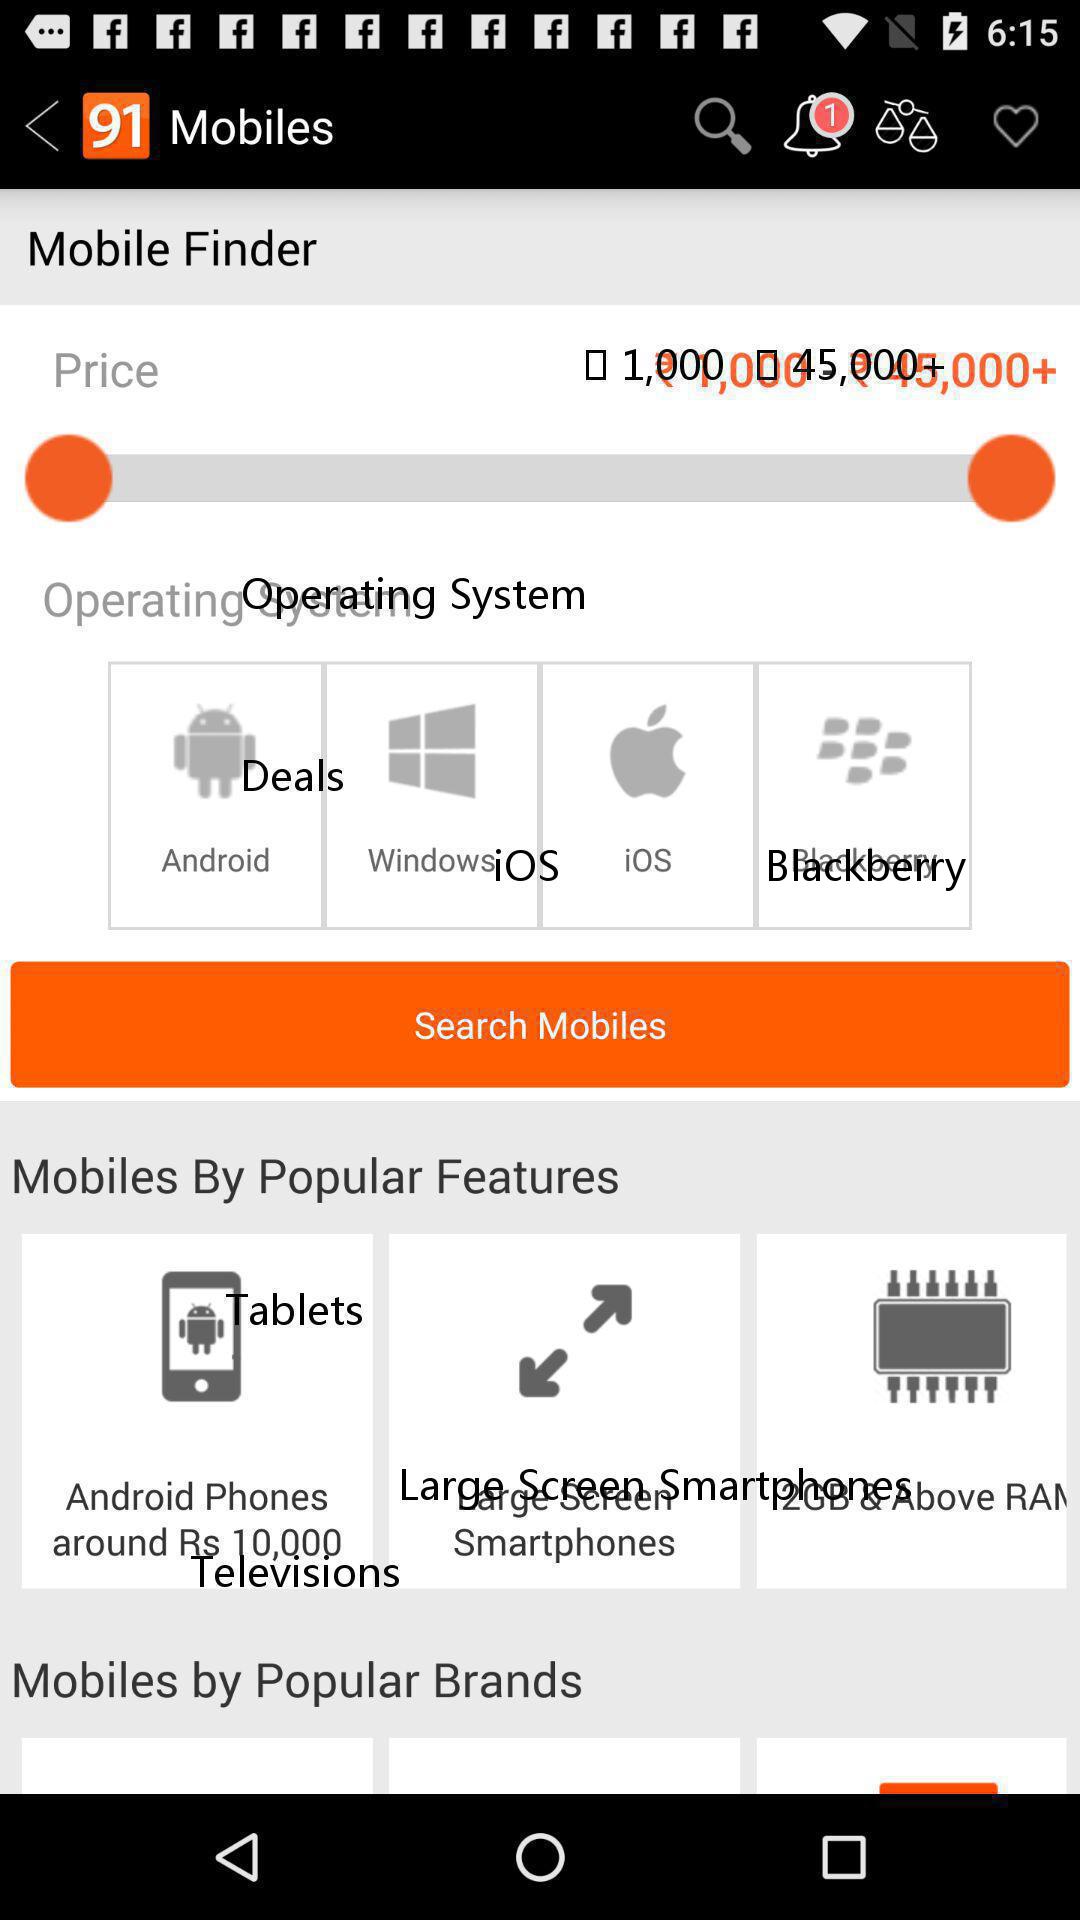 6:15
91 Mobiles 1
Mobile Finder
Price ₹ 1,000 - ₹ 45,000+
1,000 45,000+
Operating System
Operating System
Deals
Android Windows iOS Blackberry
iOS Blackberry
Search Mobiles
Mobiles By Popular Features
Tablets
Large Screen Smartphones
Android Phones Large Screen 2GB & Above RAM
around Rs 10,000 Smartphones
Televisions
Mobiles by Popular Brands